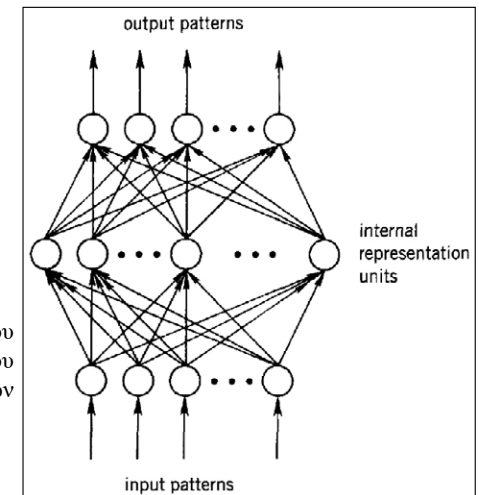 output patterns
internal
representation
units
input patterns